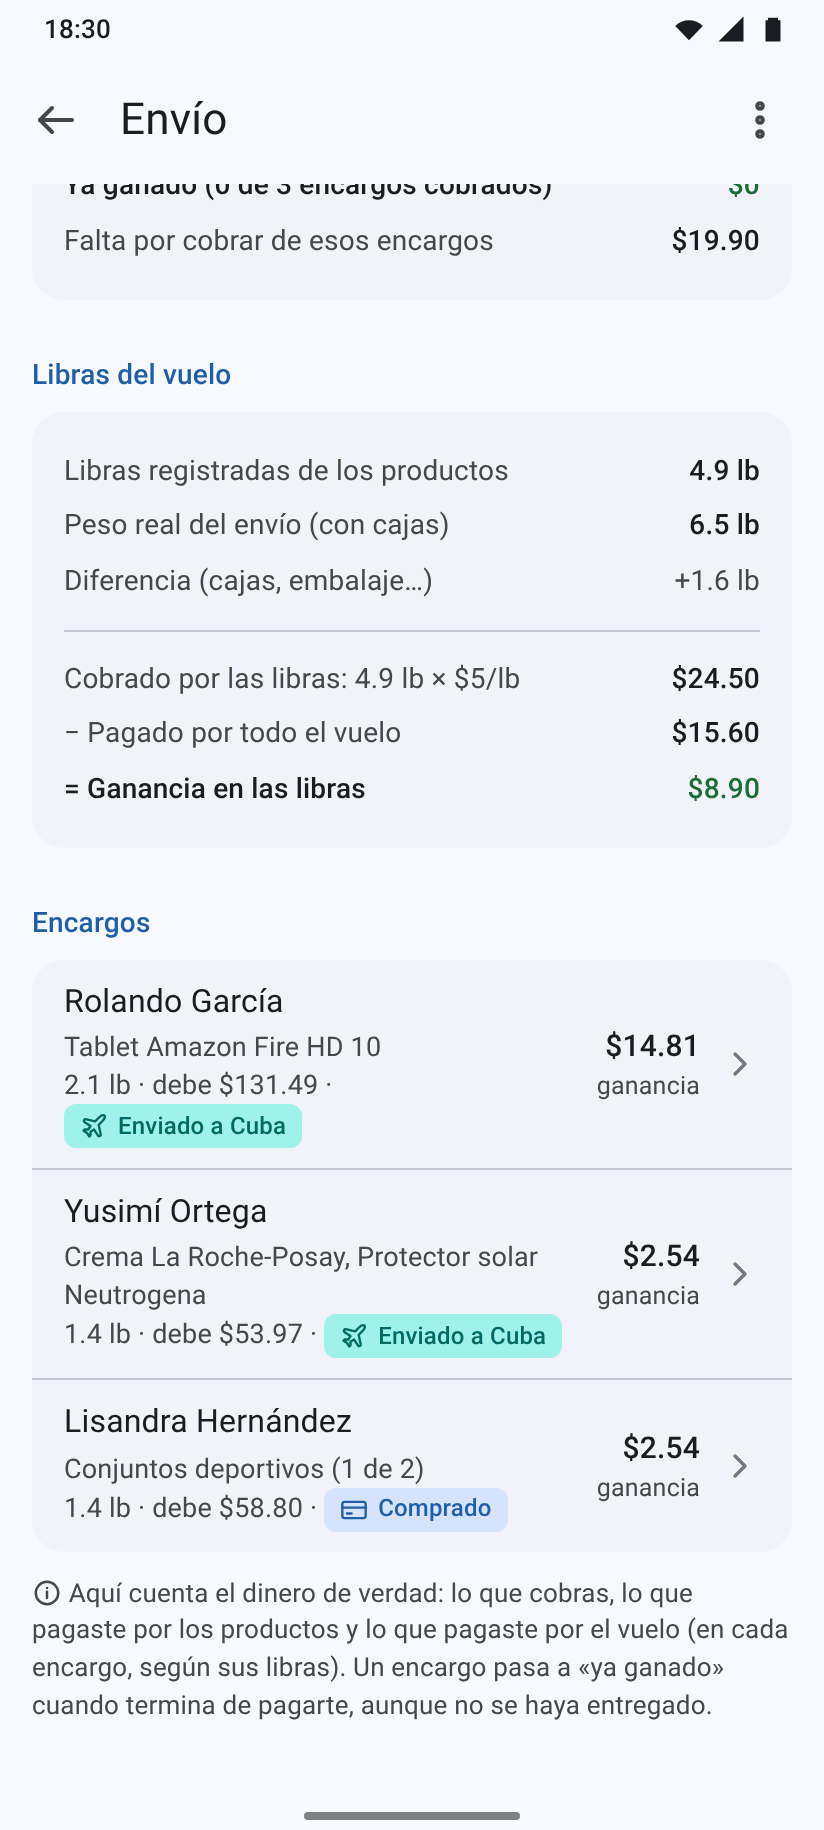 18:30
Envío
Ya ganado (0 de 3 encargos cobrados) $0
Falta por cobrar de esos encargos $19.90
Libras del vuelo
Libras registradas de los productos 4.9 lb
Peso real del envío (con cajas) 6.5 lb
Diferencia (cajas, embalaje…) +1.6 lb
Cobrado por las libras: 4.9 lb × $5/lb $24.50
− Pagado por todo el vuelo $15.60
= Ganancia en las libras $8.90
Encargos
Rolando García
Tablet Amazon Fire HD 10 $14.81
2.1 lb · debe $131.49 · ganancia
Enviado a Cuba
Yusimí Ortega
Crema La Roche-Posay, Protector solar $2.54
Neutrogena ganancia
1.4 lb · debe $53.97 · Enviado a Cuba
Lisandra Hernández
Conjuntos deportivos (1 de 2) $2.54
1.4 lb · debe $58.80 · Comprado ganancia
Aquí cuenta el dinero de verdad: lo que cobras, lo que
pagaste por los productos y lo que pagaste por el vuelo (en cada
encargo, según sus libras). Un encargo pasa a «ya ganado»
cuando termina de pagarte, aunque no se haya entregado.